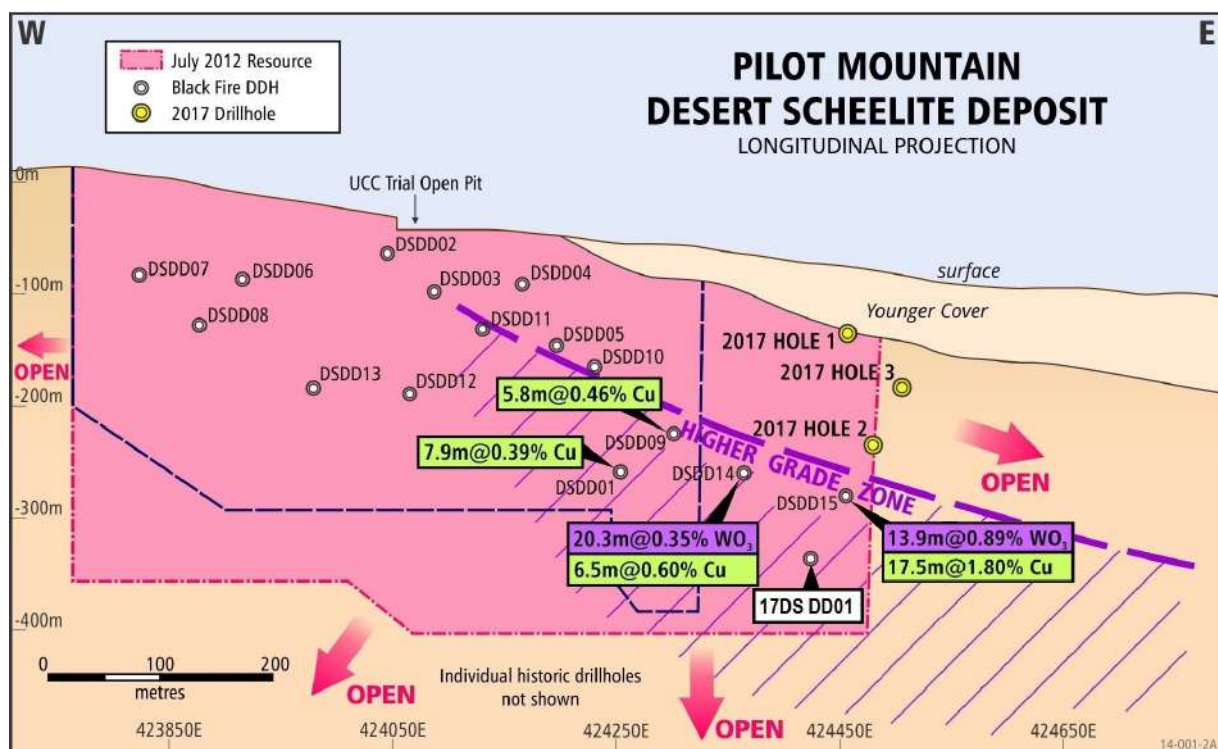 W
E
July 2012 Resource
Black Fire DDH
2017 Drillhole
PILOT MOUNTAIN
DESERT SCHEELITE DEPOSIT
LONGITUDINAL PROJECTION
0m
UCC Trial Open Pit
DSDD02
DSDD07
DSDD06
DSDD03
DSDD04
surface
-100m
Younger Cover
DSDD08
DSDD11
DSDD05
2017 HOLE 1
DSDD10
OPEN
2017 HOLE 3
DSDD13
DSDD12
5.8m@0.46% Cu
-200m
2017 HOLE 2
HIGHER GRADE ZONE
DSDD09
7.9m@0.39% Cu
DSDD01
DSDD14
OPEN
DSDD15
-300m
20.3m@0.35% WO₃
6.5m@0.60% Cu
13.9m@0.89% WO₃
17.5m@1.80% Cu
17DS DD01
-400m
0 100 200
metres
OPEN
Individual historic drillholes
not shown
OPEN
423850E 424050E 424250E 424450E 424650E
14-001-2A